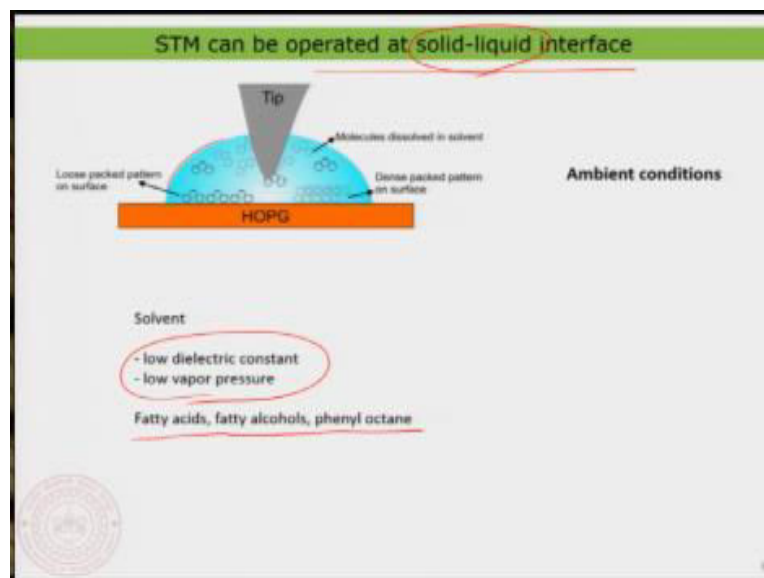 STM can be operated at solid-liquid interface
Tip
Molecules dissolved in solvent
Loose packed pattern
on surface
Dense packed pattern
on surface
HOPG
Ambient conditions
Solvent
- low dielectric constant
- low vapor pressure
Fatty acids, fatty alcohols, phenyl octane